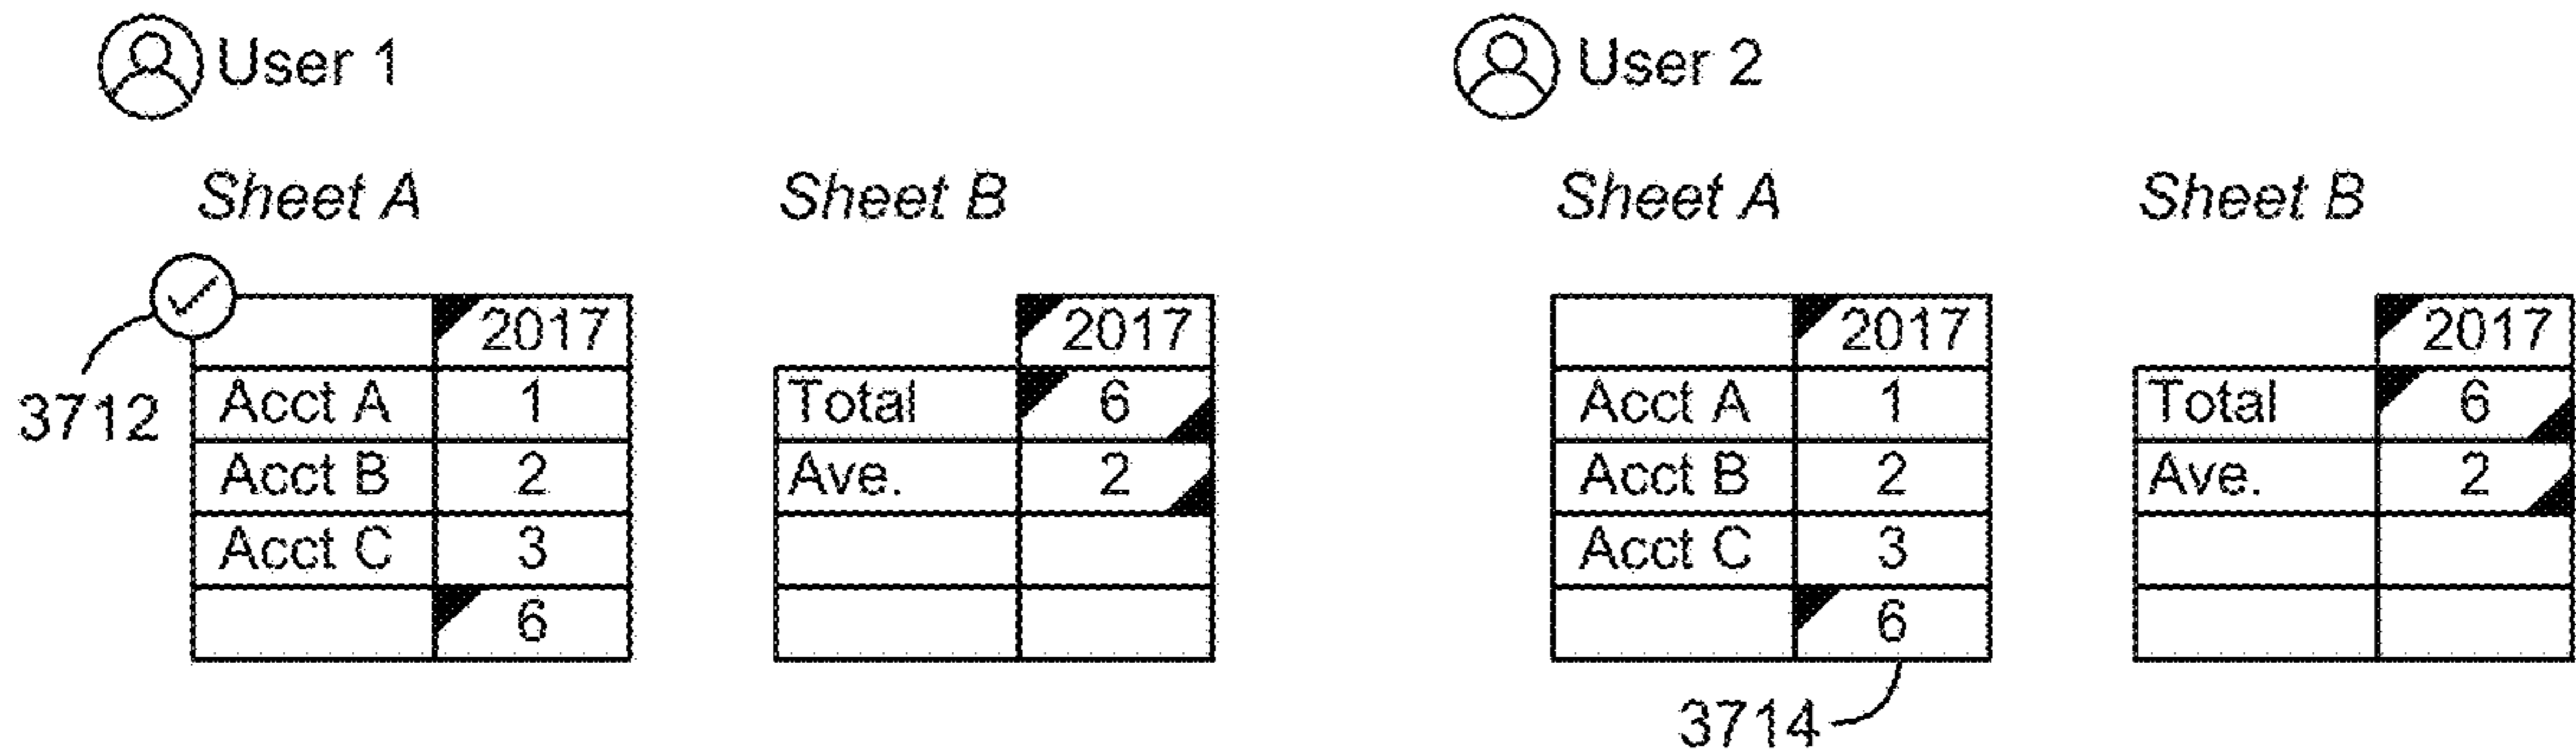 User 1 User 2
Sheet A Sheet B Sheet A Sheet B
2017 2017 2017 2017
3712 Acct A 1 Total 6 Acct A 1 Total 6
Acct B 2 Ave. 2 Acct B 2 Ave. 2
Acct C 3 Acct C 3
6 6
3714